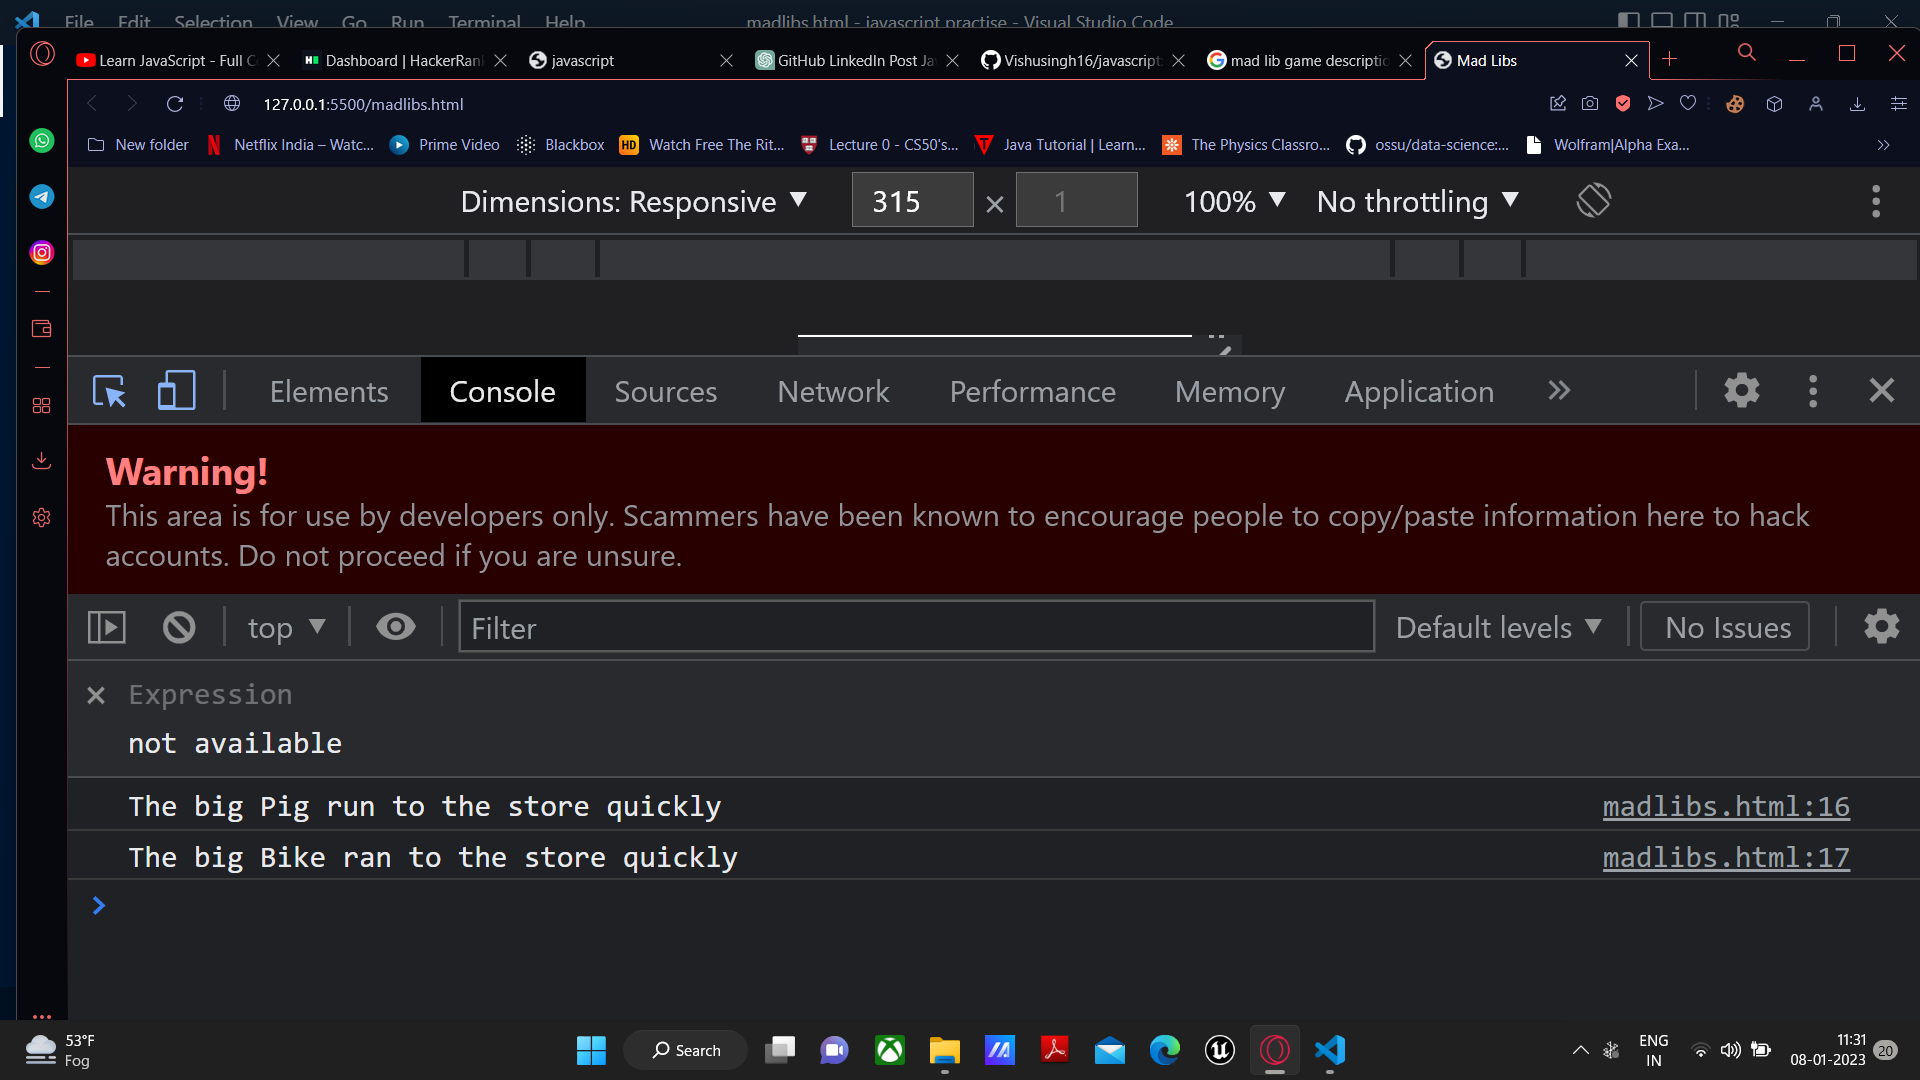 File Edit Selection View Go Run Terminal Help madlibs.html - javascript practise - Visual Studio Code
Learn JavaScript - Full C Dashboard | HackerRank javascript GitHub LinkedIn Post Ja Vishusingh16/javascript: mad lib game descriptio Mad Libs
127.0.0.1:5500/madlibs.html
New folder Netflix India – Watc... Prime Video Blackbox HD Watch Free The Rit... Lecture 0 - CS50's... Java Tutorial | Learn... The Physics Classro... ossu/data-science:... Wolfram|Alpha Exa... »
Dimensions: Responsive 315 × 1 100% No throttling
Elements Console Sources Network Performance Memory Application »
Warning!
This area is for use by developers only. Scammers have been known to encourage people to copy/paste information here to hack
accounts. Do not proceed if you are unsure.
top Filter Default levels No Issues
Expression
not available
The big Pig run to the store quickly madlibs.html:16
The big Bike ran to the store quickly madlibs.html:17
53°F
Fog
Search
ENG
IN
11:31
08-01-2023
20